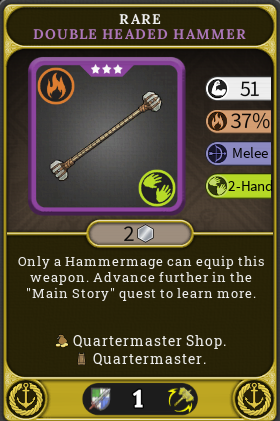 RARE
DOUBLE HEADED HAMMER
51
37%
Melee
2-Hand
2
Only a Hammermage can equip this
weapon. Advance further in the
"Main Story" quest to learn more.
Quartermaster Shop.
Quartermaster.
1